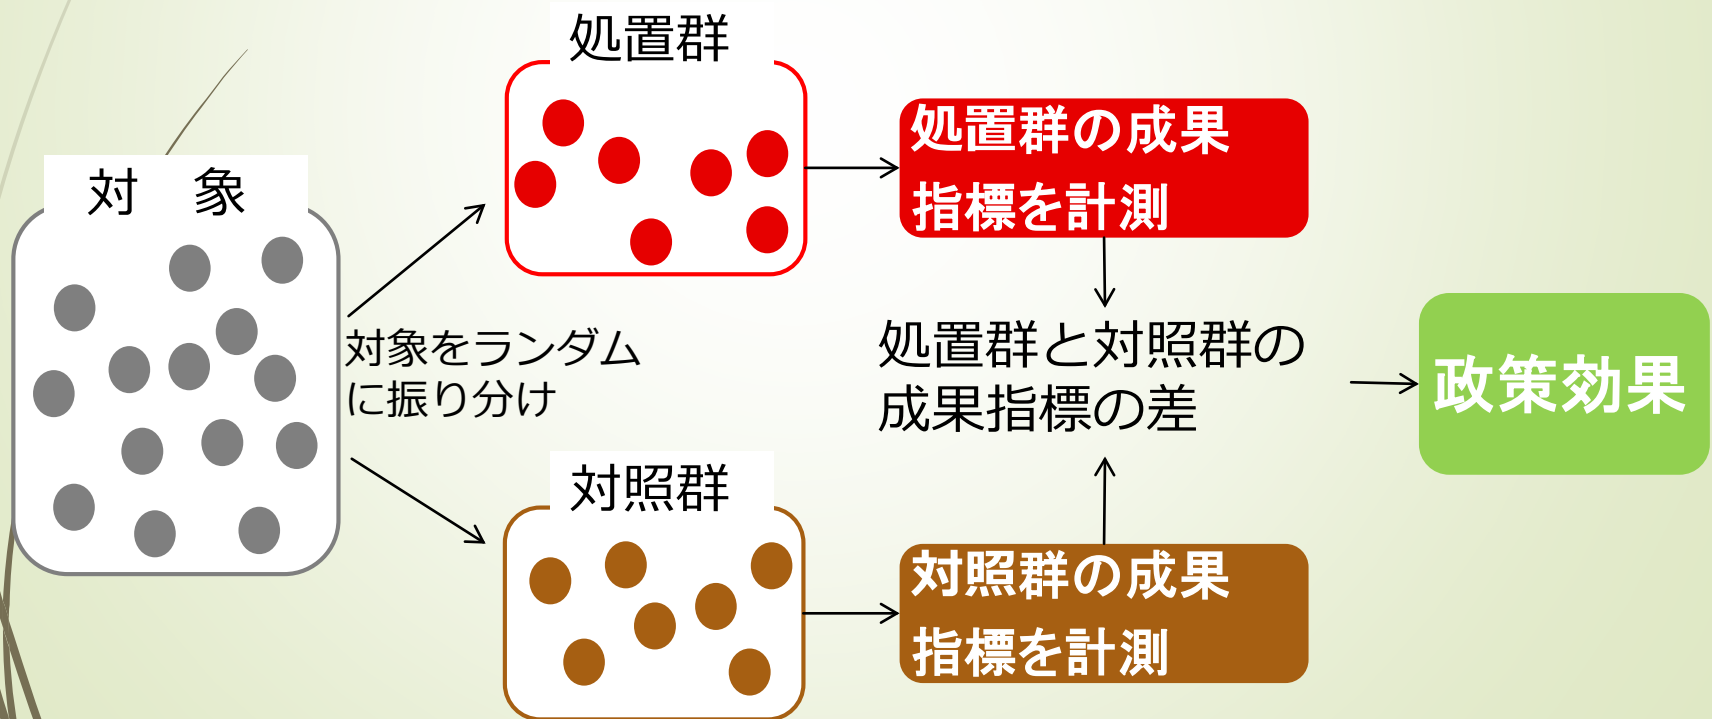 処置群
対　象
処置群の成果
指標を計測
対象をランダム
に振り分け
処置群と対照群の
成果指標の差
政策効果
対照群
対照群の成果
指標を計測